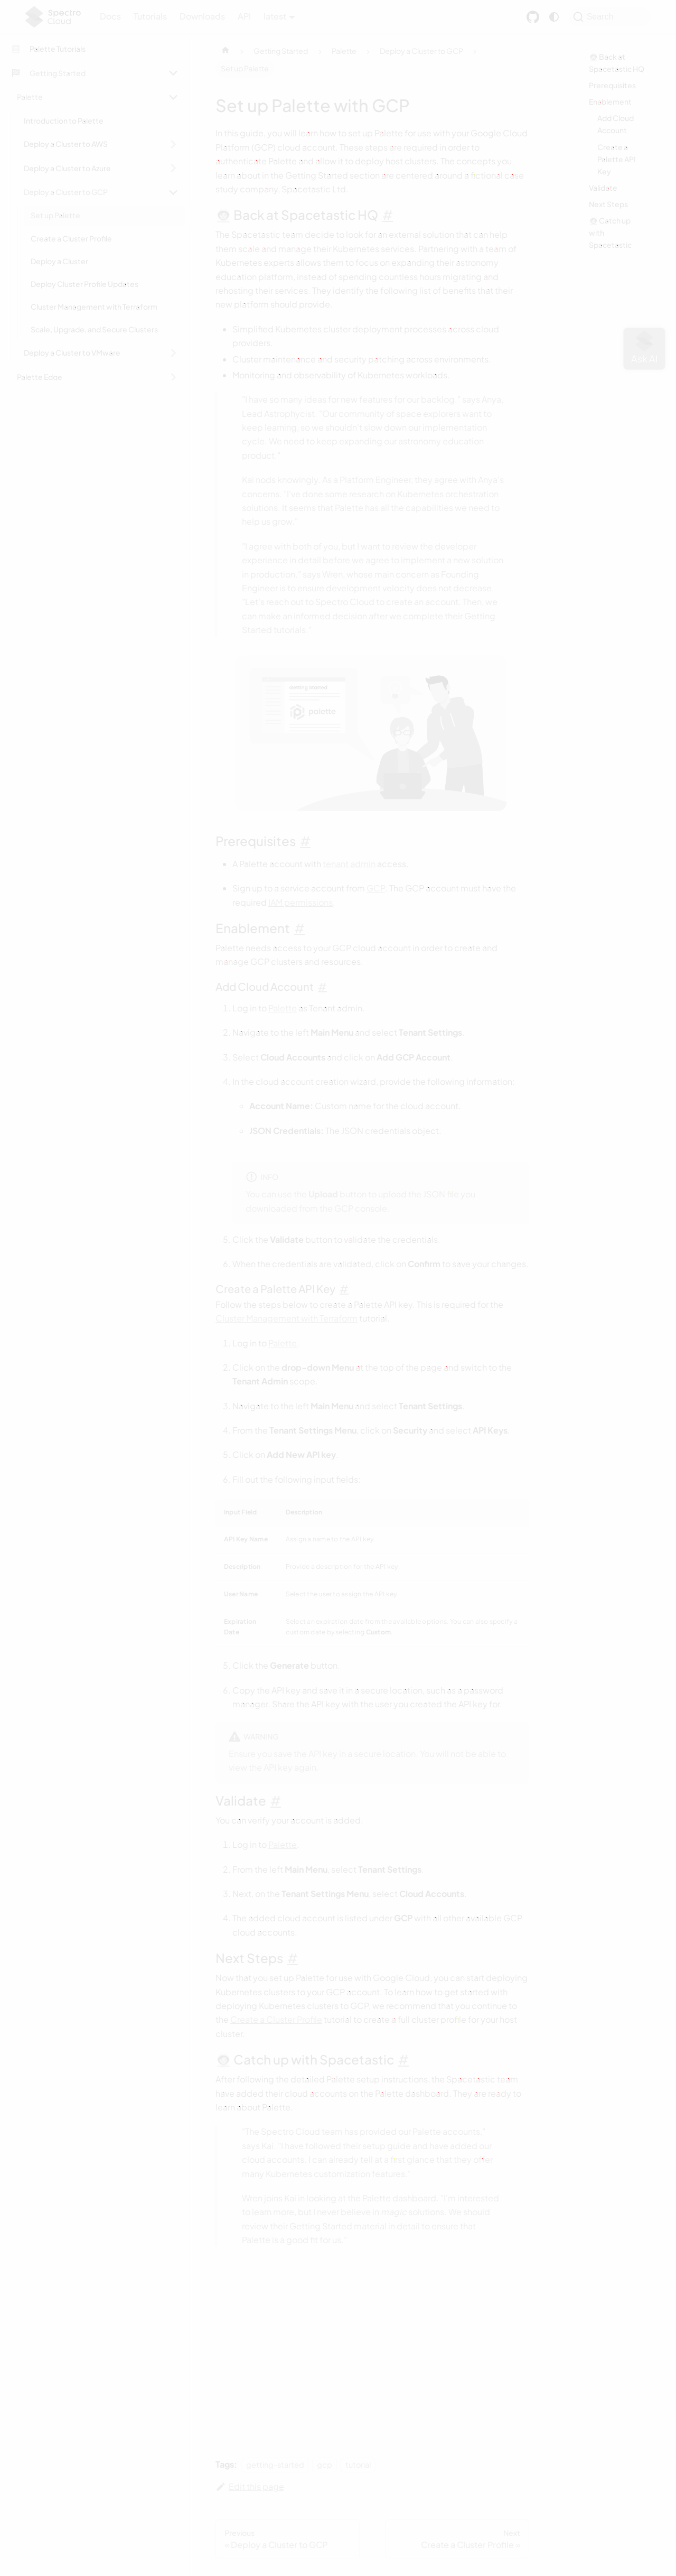 Spectro Cloud
Docs
Tutorials
Downloads
API
latest
Search
Palette Tutorials
Getting Started
Palette
Introduction to Palette
Deploy a Cluster to AWS
Deploy a Cluster to Azure
Deploy a Cluster to GCP
Set up Palette
Create a Cluster Profile
Deploy a Cluster
Deploy Cluster Profile Updates
Cluster Management with Terraform
Scale, Upgrade, and Secure Clusters
Deploy a Cluster to VMware
Palette Edge
Getting Started
Palette
Deploy a Cluster to GCP
Set up Palette
Set up Palette with GCP
In this guide, you will learn how to set up Palette for use with your Google Cloud
Platform (GCP) cloud account. These steps are required in order to
authenticate Palette and allow it to deploy host clusters. The concepts you
learn about in the Getting Started section are centered around a fictional case
study company, Spacetastic Ltd.
🧑‍🚀 Back at Spacetastic HQ #
The Spacetastic team decide to look for an external solution that can help
them scale and manage their Kubernetes services. Partnering with a team of
Kubernetes experts allows them to focus on expanding their astronomy
education platform, instead of spending countless hours migrating and
rehosting their services. They identify the following list of benefits that their
new platform should provide.
• Simplified Kubernetes cluster deployment processes across cloud
providers.
• Cluster maintenance and security patching across environments.
• Monitoring and observability of Kubernetes workloads.
"I have so many ideas for new features for our backlog," says Anya,
Lead Astrophycist. "Our community of space explorers want to
keep learning, so we shouldn't slow down our implementation
cycle. We need to keep expanding our astronomy education
product."
Kai nods knowingly. As a Platform Engineer, they agree with Anya's
concerns. "I've done some research on Kubernetes orchestration
solutions. It seems that Palette has all the capabilities we need to
help us grow."
"I agree with both of you, but I want to review the developer
experience in detail before we agree to implement a new solution
in production," says Wren, whose main concern as Founding
Engineer is to ensure development velocity does not decrease.
"Let's reach out to Spectro Cloud to create an account. Then, we
can make an informed decision after we complete their Getting
Started tutorials."
Getting started
palette
Prerequisites #
• A Palette account with tenant admin access.
• Sign up to a service account from GCP. The GCP account must have the
required IAM permissions.
Enablement #
Palette needs access to your GCP cloud account in order to create and
manage GCP clusters and resources.
Add Cloud Account #
1. Log in to Palette as Tenant admin.
2. Navigate to the left Main Menu and select Tenant Settings.
3. Select Cloud Accounts and click on Add GCP Account.
4. In the cloud account creation wizard, provide the following information:
Account Name: Custom name for the cloud account.
JSON Credentials: The JSON credentials object.
INFO
You can use the Upload button to upload the JSON file you
downloaded from the GCP console.
5. Click the Validate button to validate the credentials.
6. When the credentials are validated, click on Confirm to save your changes.
Create a Palette API Key #
Follow the steps below to create a Palette API key. This is required for the
Cluster Management with Terraform tutorial.
1. Log in to Palette.
2. Click on the drop-down Menu at the top of the page and switch to the
Tenant Admin scope.
3. Navigate to the left Main Menu and select Tenant Settings.
4. From the Tenant Settings Menu, click on Security and select API Keys.
5. Click on Add New API key.
6. Fill out the following input fields:
Input Field Description
API Key Name Assign a name to the API key.
Description Provide a description for the API key.
User Name Select the user to assign the API key.
Expiration Select an expiration date from the available options. You can also specify a
Date custom date by selecting Custom.
5. Click the Generate button.
6. Copy the API key and save it in a secure location, such as a password
manager. Share the API key with the user you created the API key for.
WARNING
Ensure you save the API key in a secure location. You will not be able to
view the API key again.
Validate #
You can verify your account is added.
1. Log in to Palette.
2. From the left Main Menu, select Tenant Settings.
3. Next, on the Tenant Settings Menu, select Cloud Accounts.
4. The added cloud account is listed under GCP with all other available GCP
cloud accounts.
Next Steps #
Now that you set up Palette for use with Google Cloud, you can start deploying
Kubernetes clusters to your GCP account. To learn how to get started with
deploying Kubernetes clusters to GCP, we recommend that you continue to
the Create a Cluster Profile tutorial to create a full cluster profile for your host
cluster.
🧑‍🚀 Catch up with Spacetastic #
After following the detailed Palette setup instructions, the Spacetastic team
have added their cloud accounts on the Palette dashboard. They are ready to
learn about Palette.
"The Spectro Cloud team has provided our Palette accounts,"
says Kai. "I have followed their setup guide and have added our
cloud accounts. I can already tell at a first glance that they offer
many Kubernetes customization features."
Wren joins Kai in looking at the Palette dashboard. "I'm interested
to learn more, but I never believe in magic solutions. We should
review their Getting Started material in detail to ensure that
Palette is a good fit for us."
Tags: getting-started gcp tutorial
Edit this page
Previous
« Deploy a Cluster to GCP
Next
Create a Cluster Profile »
🧑‍🚀 Back at
Spacetastic HQ
Prerequisites
Enablement
Add Cloud
Account
Create a
Palette API
Key
Validate
Next Steps
🧑‍🚀 Catch up
with
Spacetastic
Ask AI